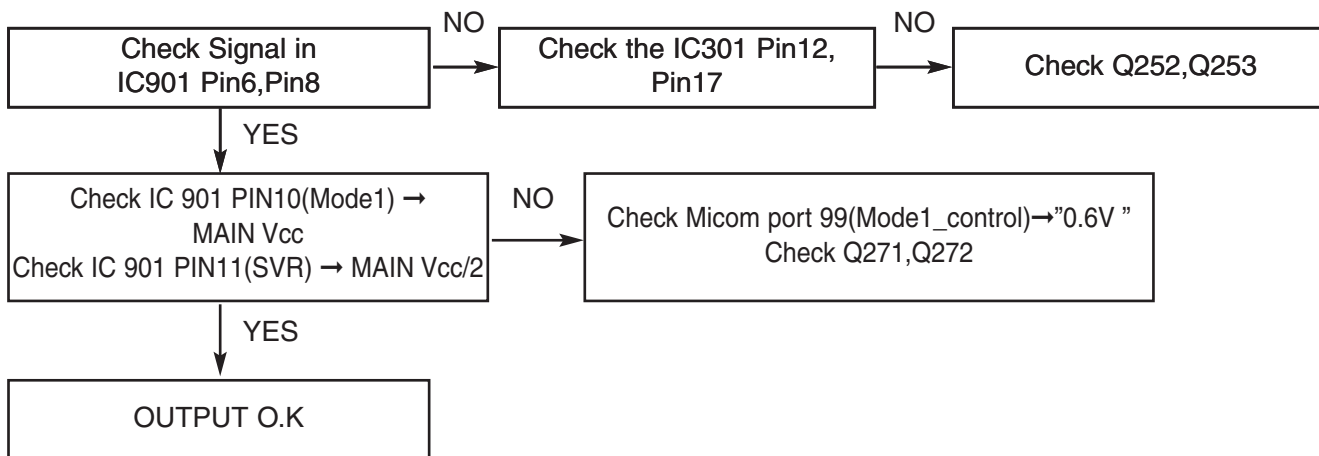 Check Signal in
IC901 Pin6,Pin8
NO
Check the IC301 Pin12,
Pin17
NO
Check Q252,Q253
YES
Check IC 901 PIN10(Mode1) →
MAIN Vcc
Check IC 901 PIN11(SVR) → MAIN Vcc/2
NO
Check Micom port 99(Mode1_control)→"0.6V "
Check Q271,Q272
YES
OUTPUT O.K